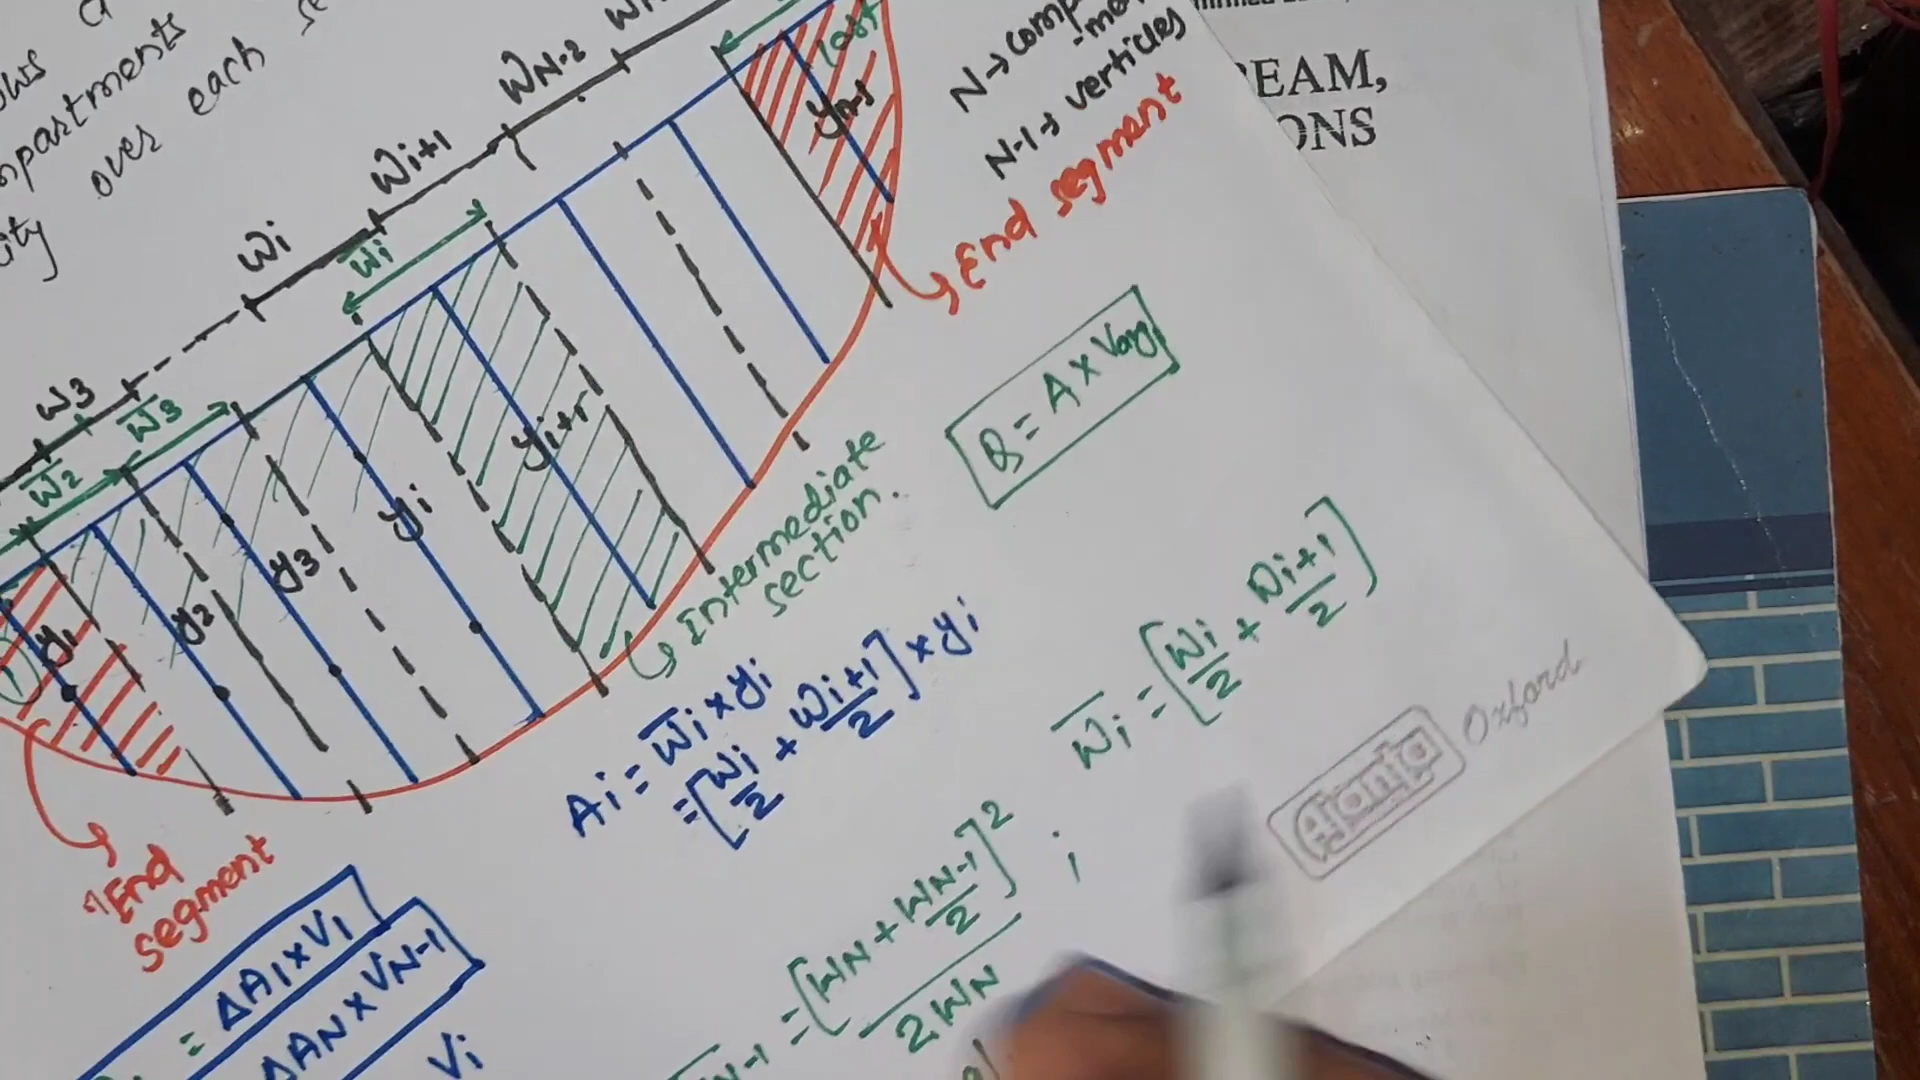 over each
WN-2
Wi+1
Wi
W̅i
W3
W̅3
W̅2
last
yN-1
N-1→ verticles
End segment
EAM,
ONS
y1
y2
y3
yi
yi+1
1
Intermediate
section.
Q = A × Vavg
Ai = W̅i × yi
= [Wi/2 + Wi+1/2] × yi
W̅i = [Wi/2 + Wi+1/2]
End
segment
= ΔA1 × V1
ΔAN × VN-1
Vi
N-1 = [WN + WN-1/2]² ;
2WN
Ajanta
Oxford